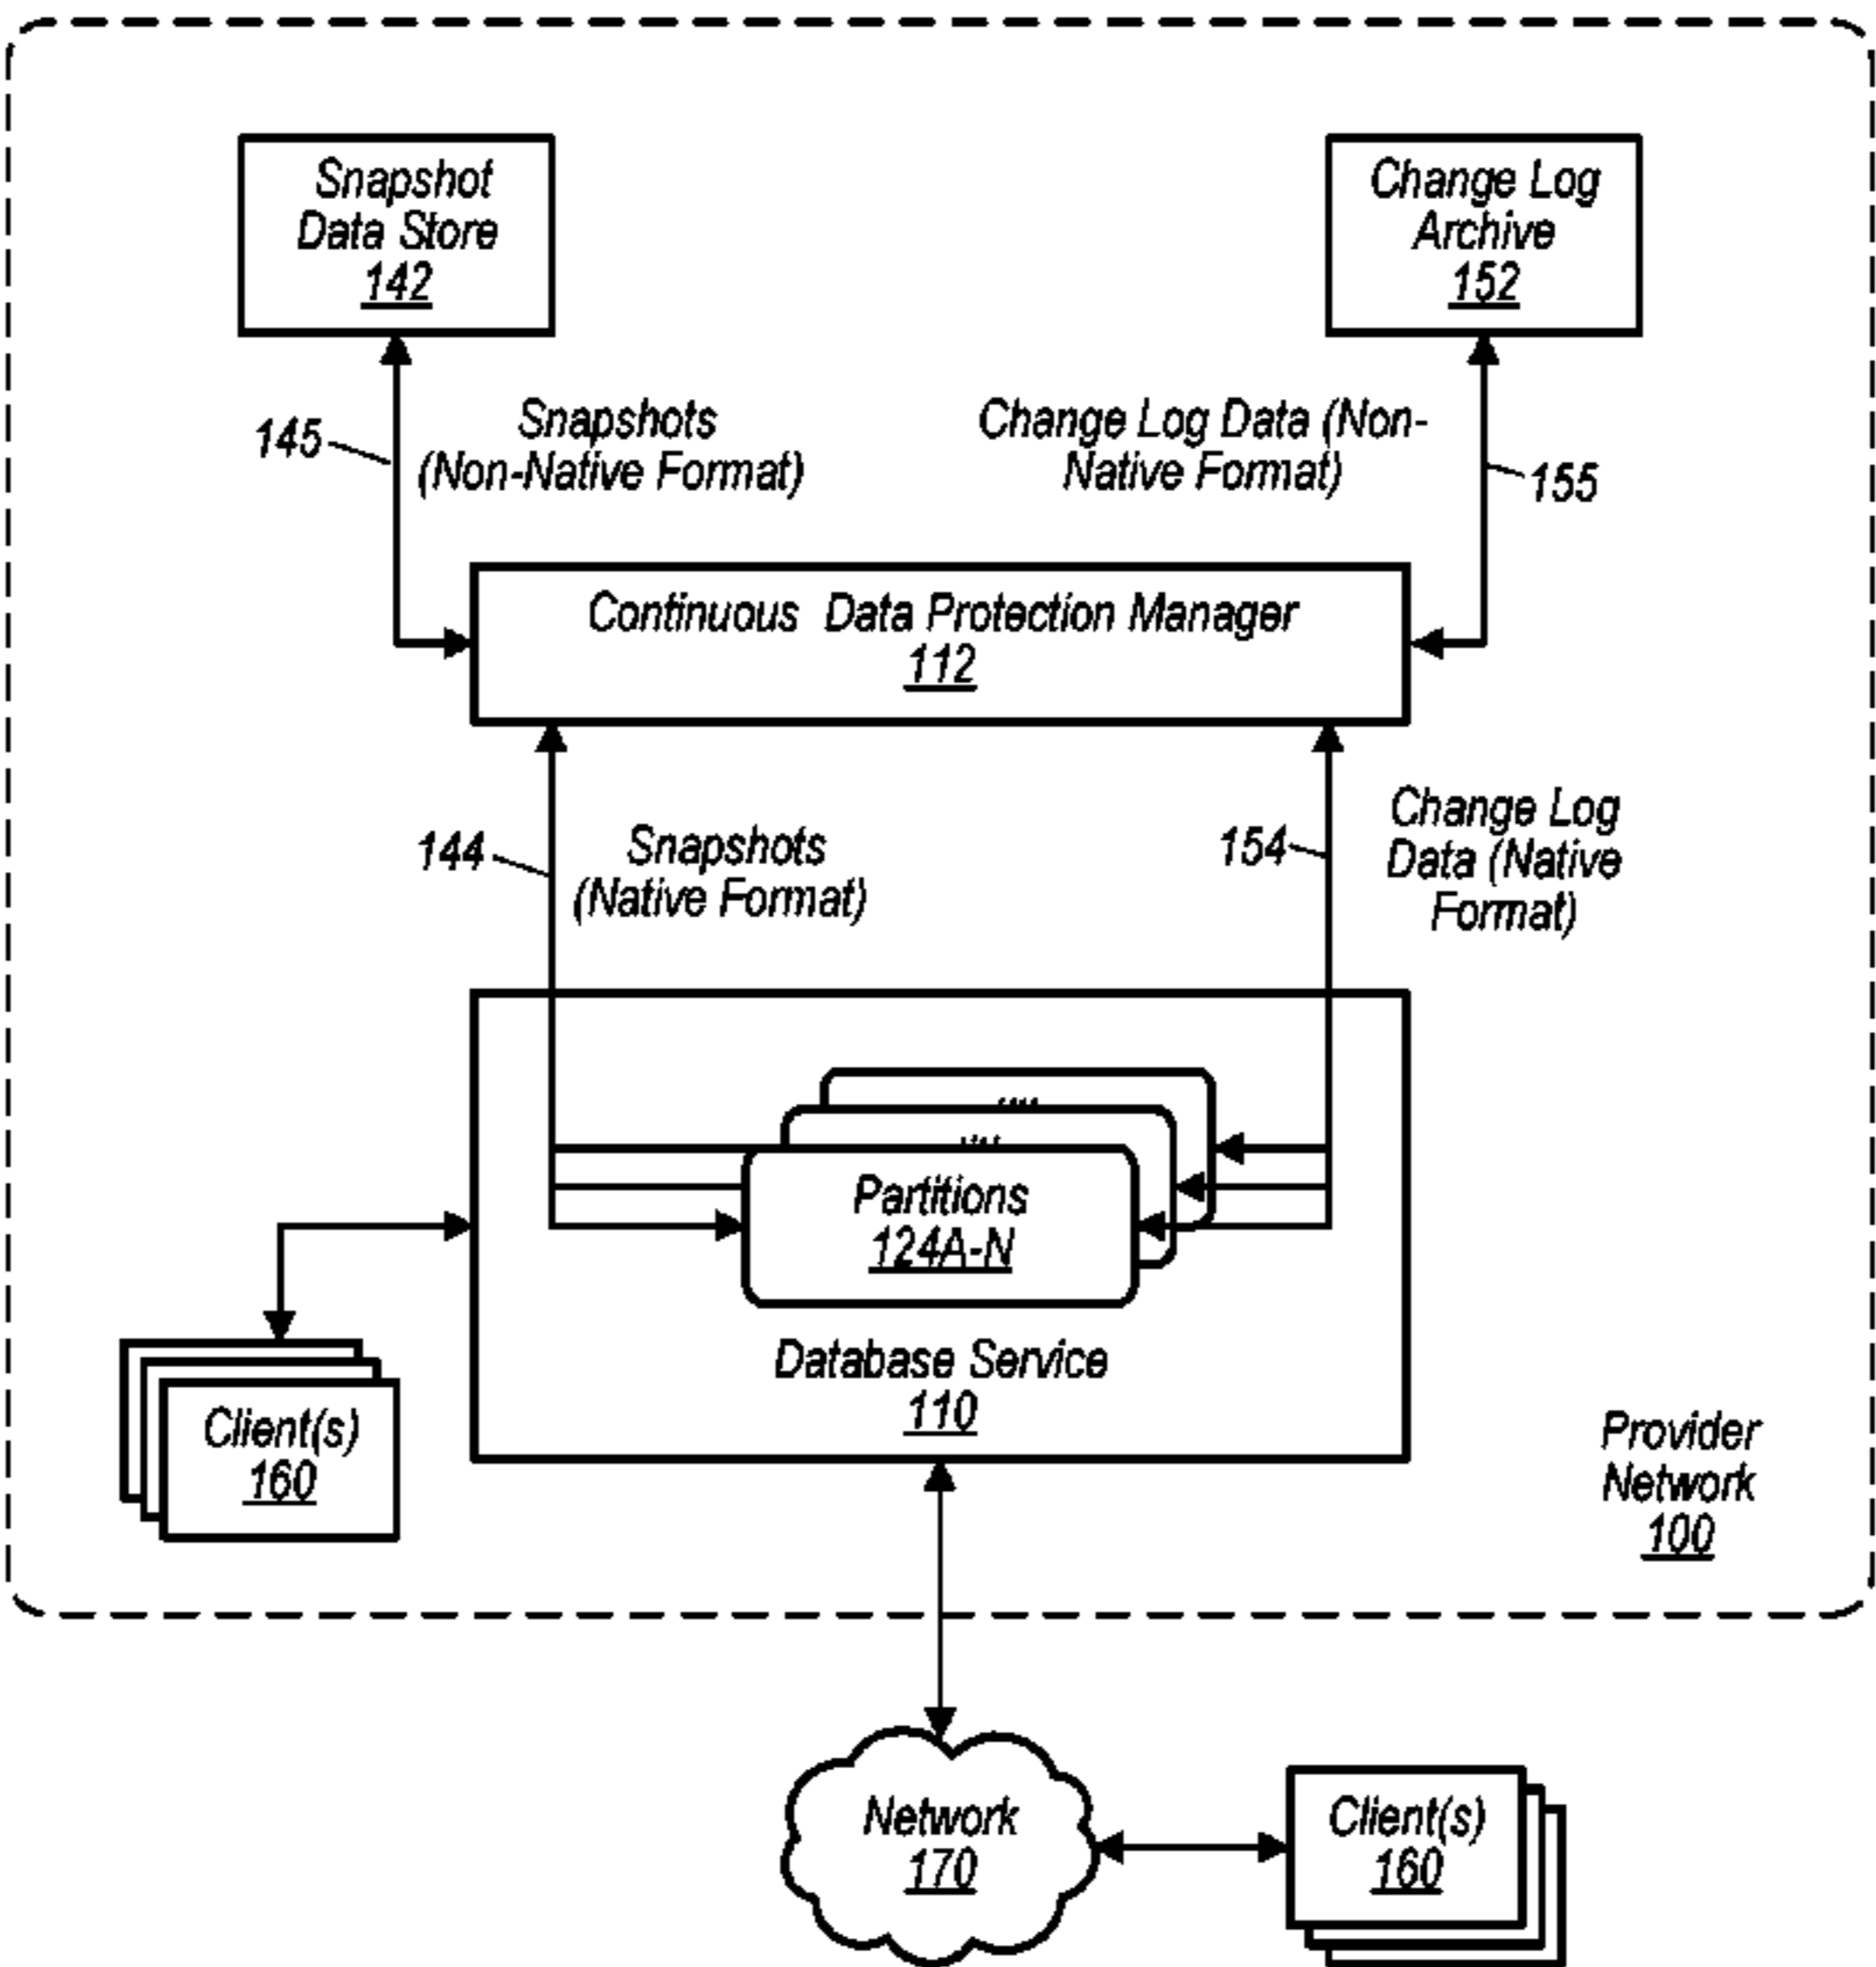 Snapshot
Data Store
142
Change Log
Archive
152
145
Snapshots
(Non-Native Format)
Change Log Data (Non-
Native Format)
155
Continuous Data Protection Manager
112
144
Snapshots
(Native Format)
154
Change Log
Data (Native
Format)
Partitions
124A-N
Database Service
110
Client(s)
160
Provider
Network
100
Network
170
Client(s)
160